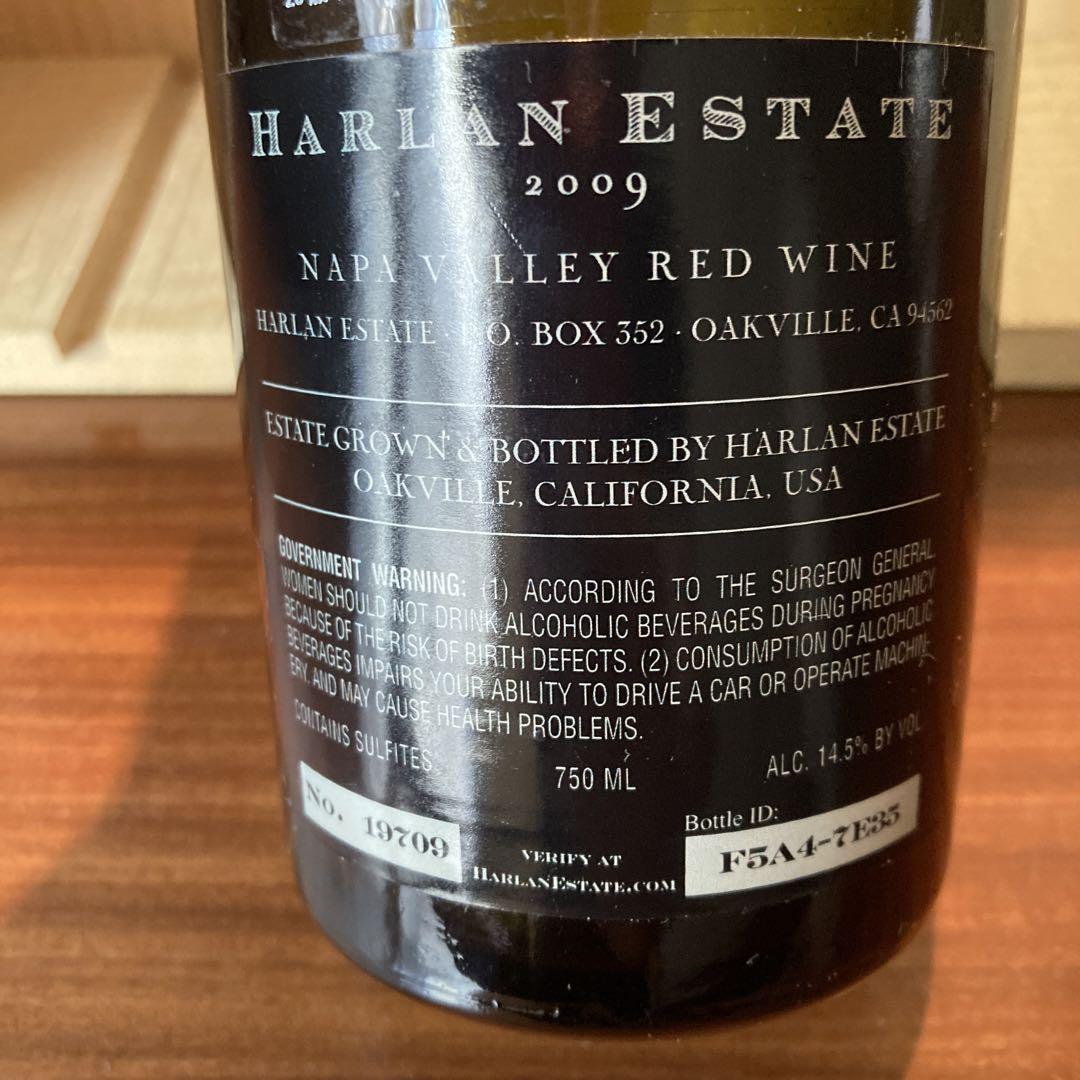 HARLAN ESTATE
2009
NAPA VALLEY RED WINE
HARLAN ESTATE · P.O. BOX 352 · OAKVILLE, CA 94562
ESTATE GROWN & BOTTLED BY HARLAN ESTATE
OAKVILLE, CALIFORNIA, USA
GOVERNMENT WARNING: (1) ACCORDING TO THE SURGEON GENERAL,
WOMEN SHOULD NOT DRINK ALCOHOLIC BEVERAGES DURING PREGNANCY
BECAUSE OF THE RISK OF BIRTH DEFECTS. (2) CONSUMPTION OF ALCOHOLIC
BEVERAGES IMPAIRS YOUR ABILITY TO DRIVE A CAR OR OPERATE MACHIN-
ERY, AND MAY CAUSE HEALTH PROBLEMS.
CONTAINS SULFITES 750 ML ALC. 14.5% BY VOL
No. 19709
VERIFY AT
HARLANESTATE.COM
Bottle ID:
F5A4-7E35